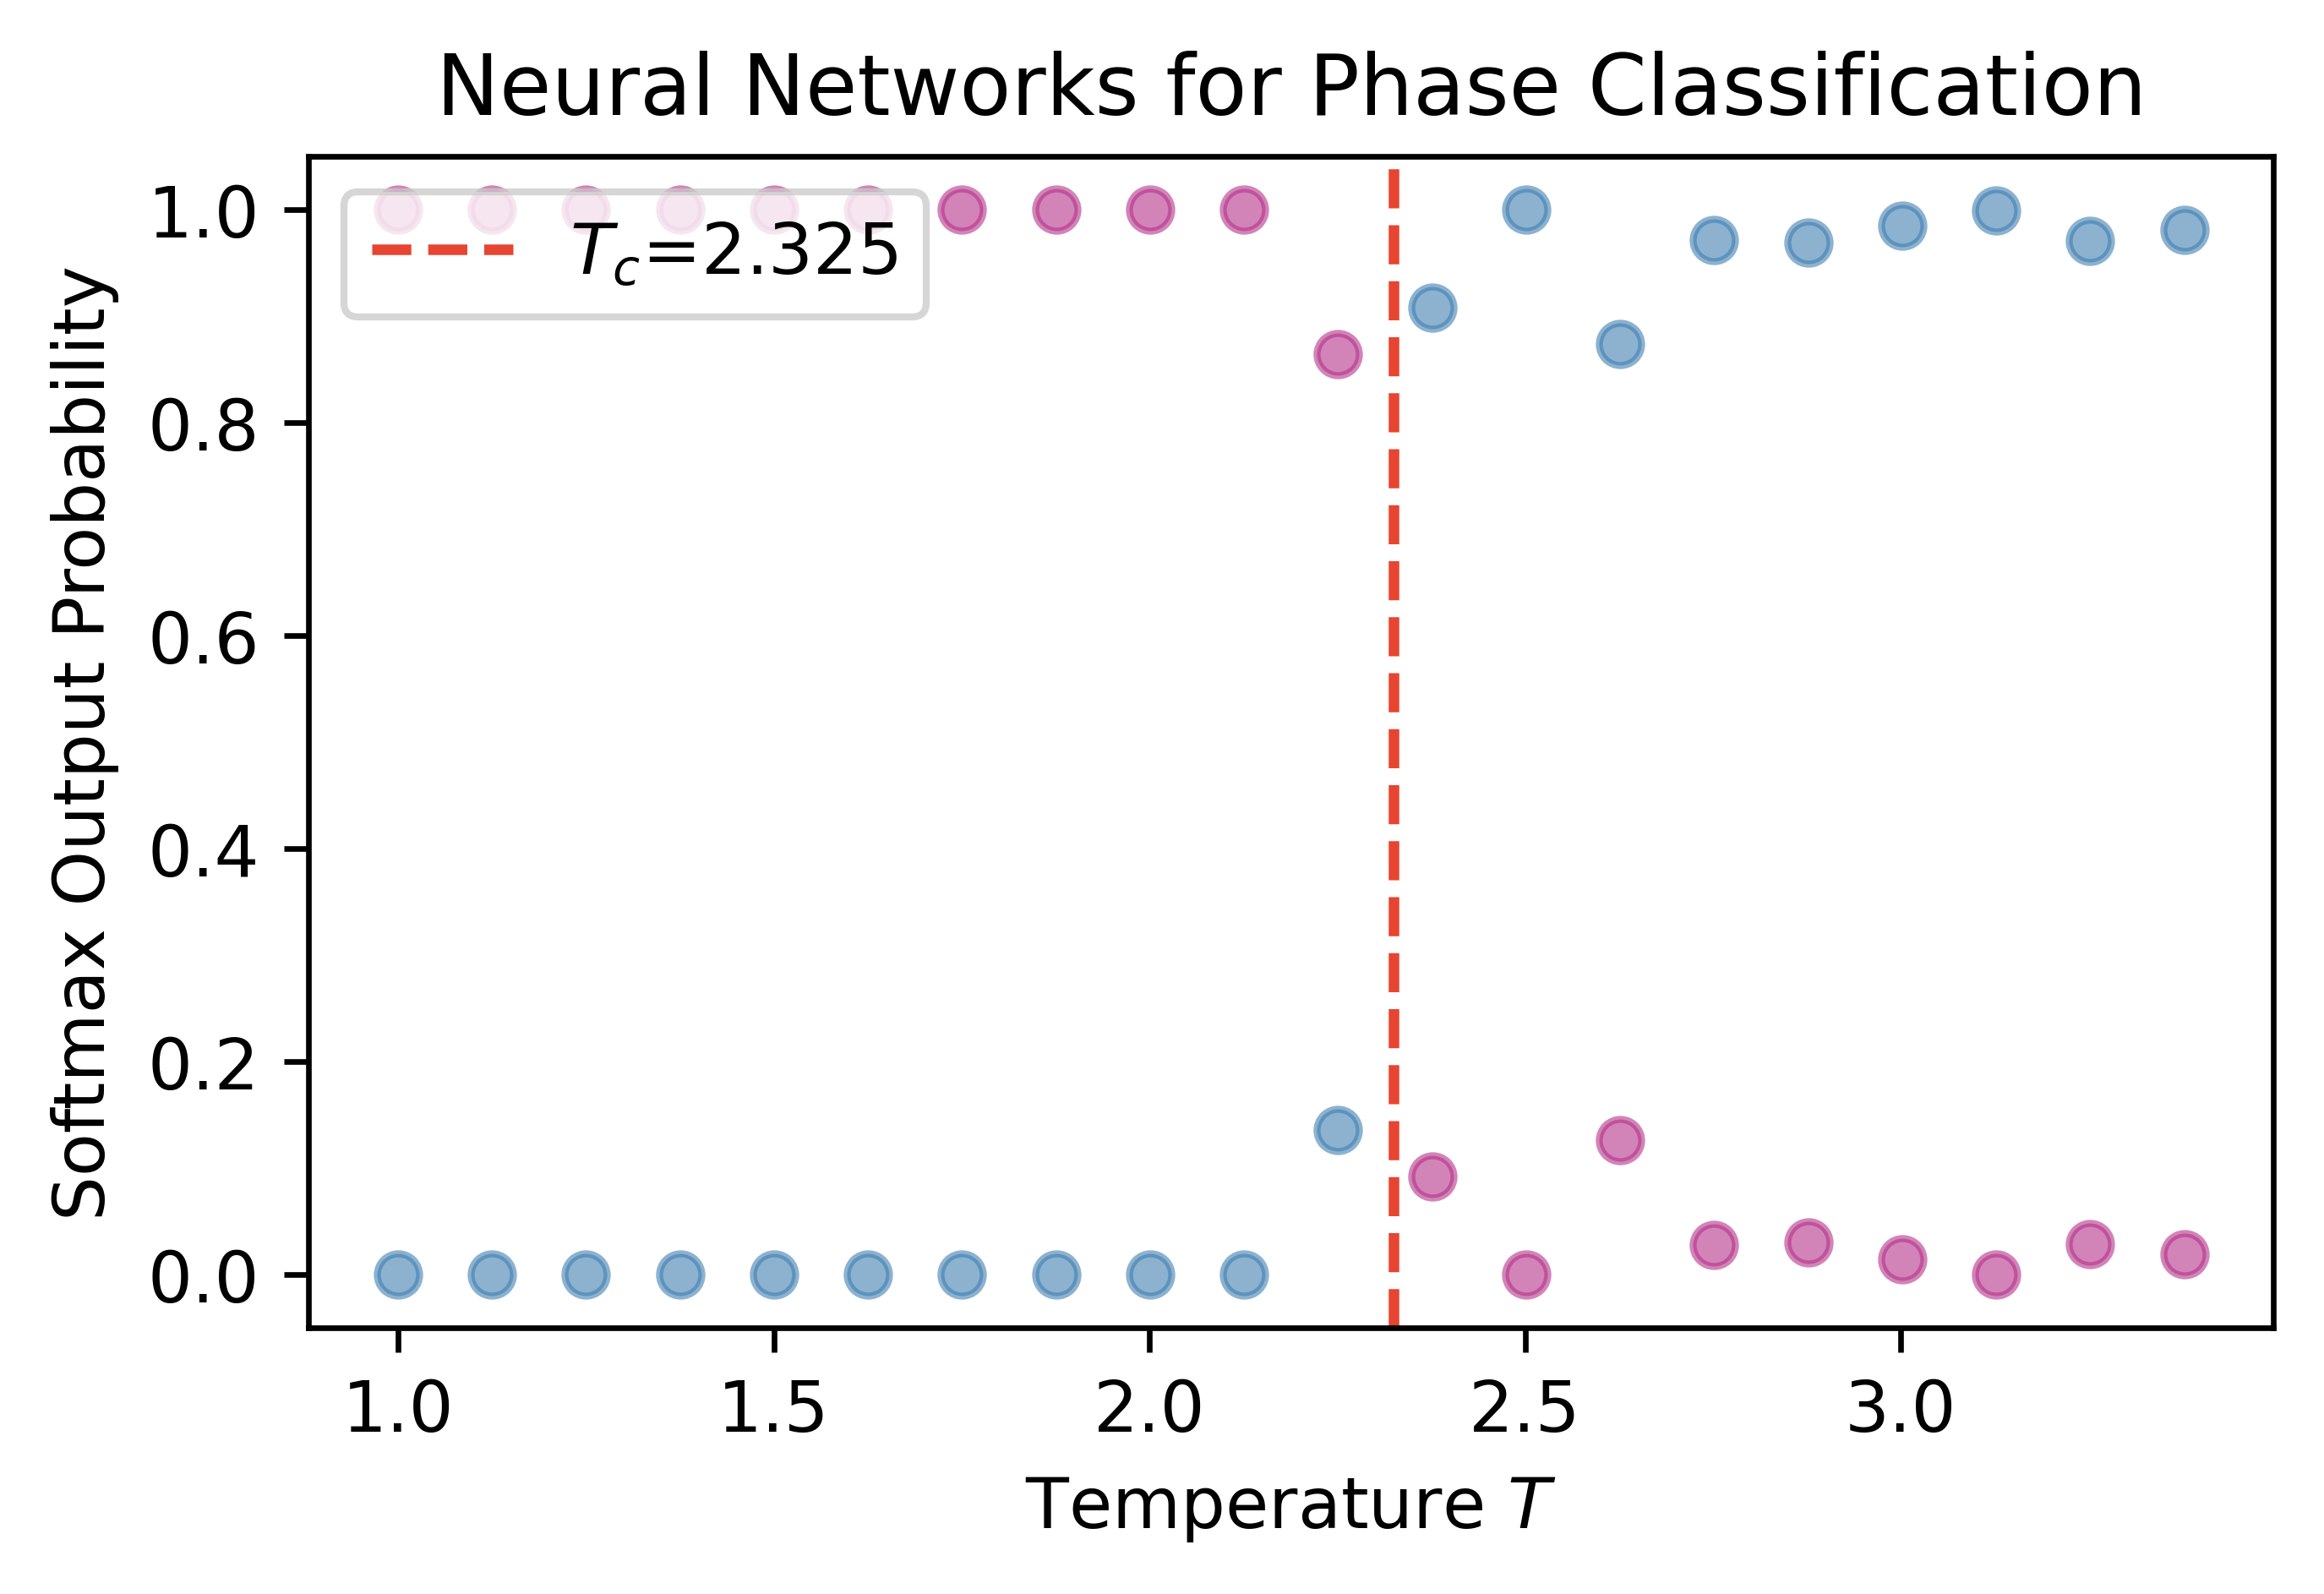 Neural Networks for Phase Classification
Softmax Output Probability
1.0
0.8
0.6
0.4
0.2
0.0
T_c=2.325
1.0 1.5 2.0 2.5 3.0
Temperature T